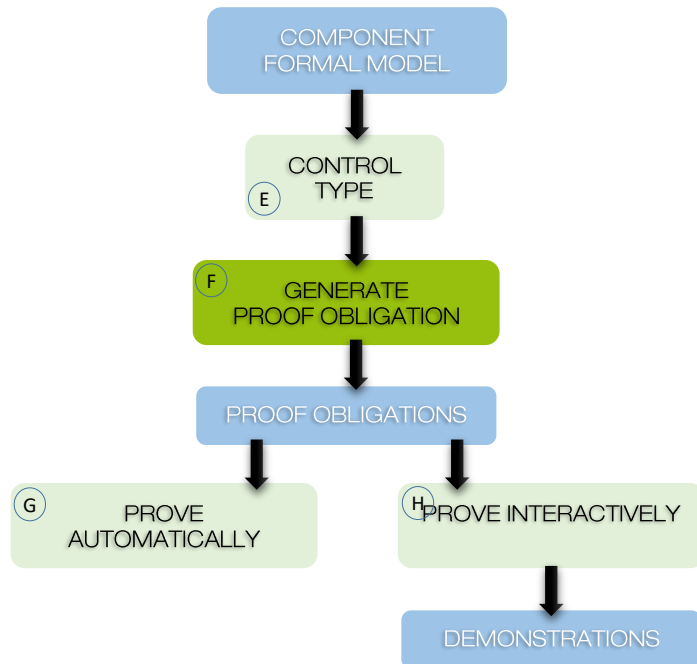 COMPONENT
FORMAL MODEL
CONTROL
TYPE
E
F
GENERATE
PROOF OBLIGATION
PROOF OBLIGATIONS
G
PROVE
AUTOMATICALLY
H
PROVE INTERACTIVELY
DEMONSTRATIONS